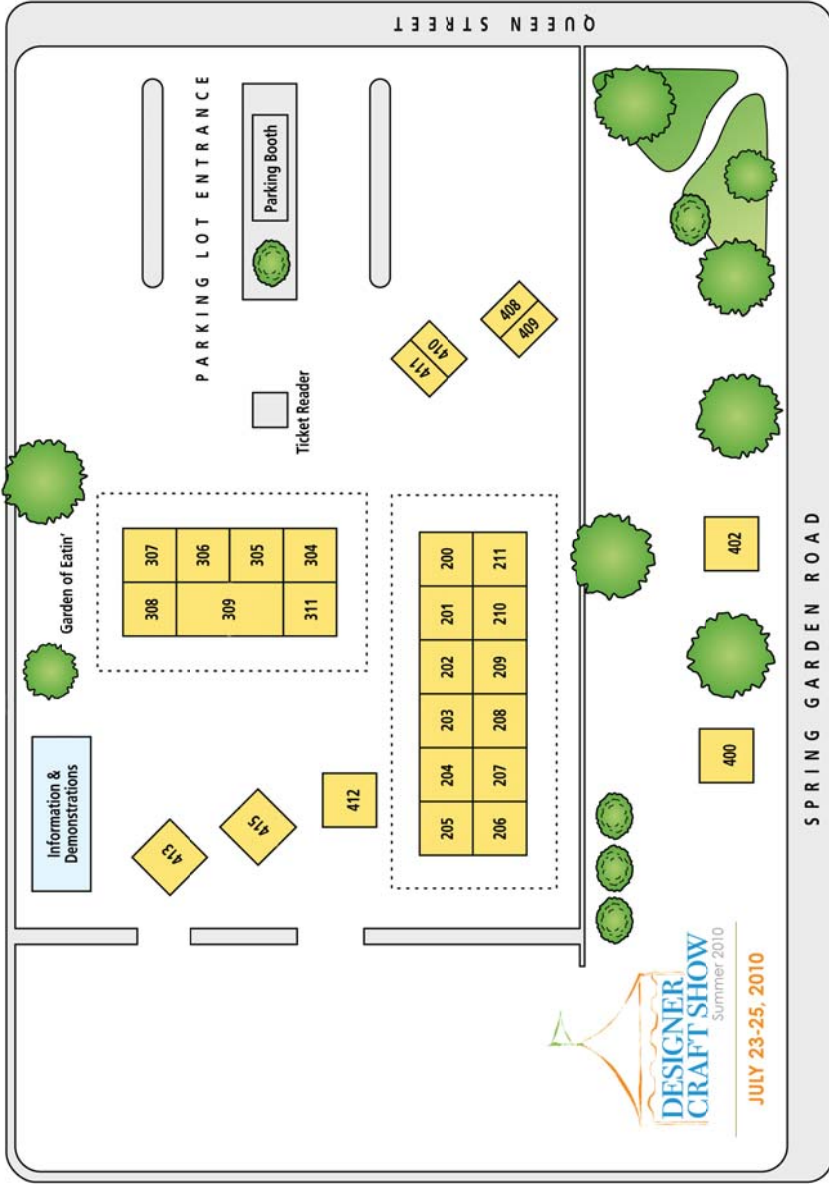 QUEEN STREET
PARKING LOT ENTRANCE
Parking Booth
Ticket Reader
Garden of Eatin'
Information &
Demonstrations
413
415
412
308
307
309
306
305
311
304
411
410
408
409
205
204
203
202
201
200
206
207
208
209
210
211
400
402
DESIGNER
CRAFT SHOW
Summer 2010
JULY 23-25, 2010
SPRING GARDEN ROAD